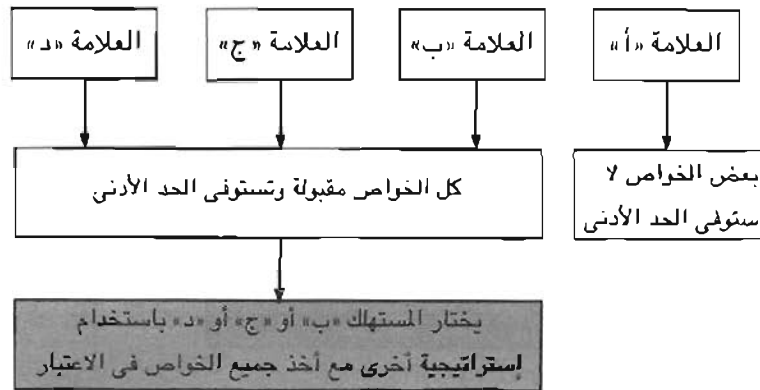 العلامة «أ»
العلامة «ب»
العلامة «ج»
العلامة «د»
بعض الخواص لا
ستوفى الحد الأدنى
كل الخواص مقبولة وتستوفى الحد الأدنى
يختار المستهلك «ب» أو «ج» أو «د» باستخدام
إستراتيجية أخرى مع أخذ جميع الخواص فى الاعتبار